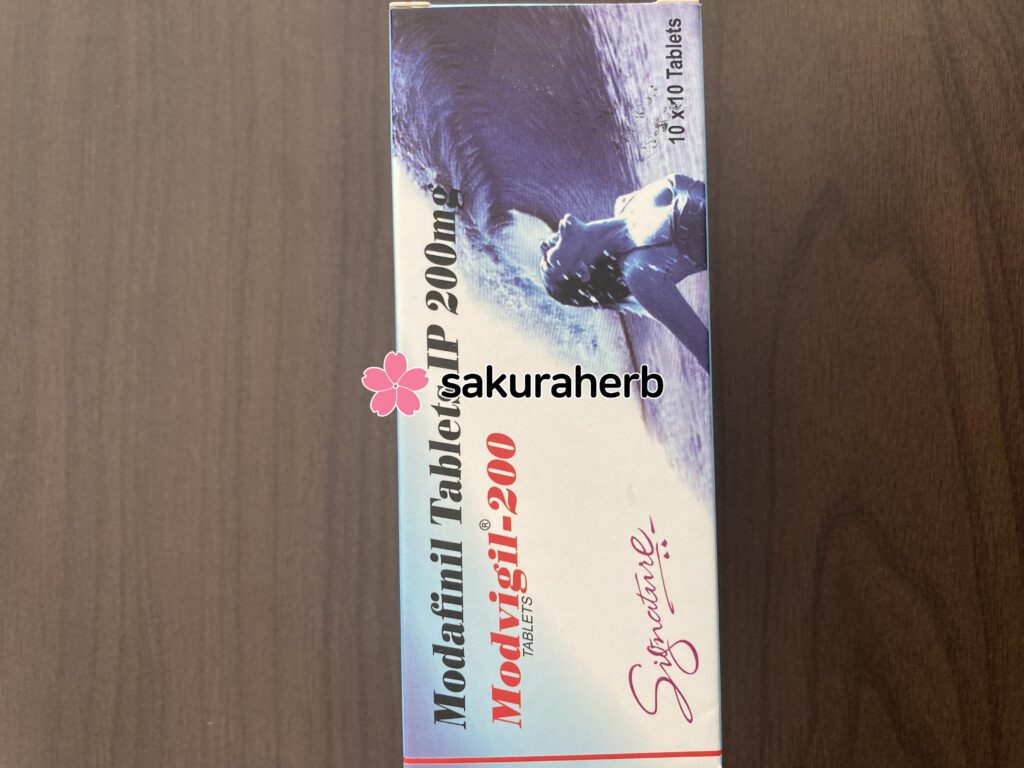 Modafinil Tablets IP 200mg
Modvigil-200
®
TABLETS
Signature
10 x 10 Tablets
sakuraherb